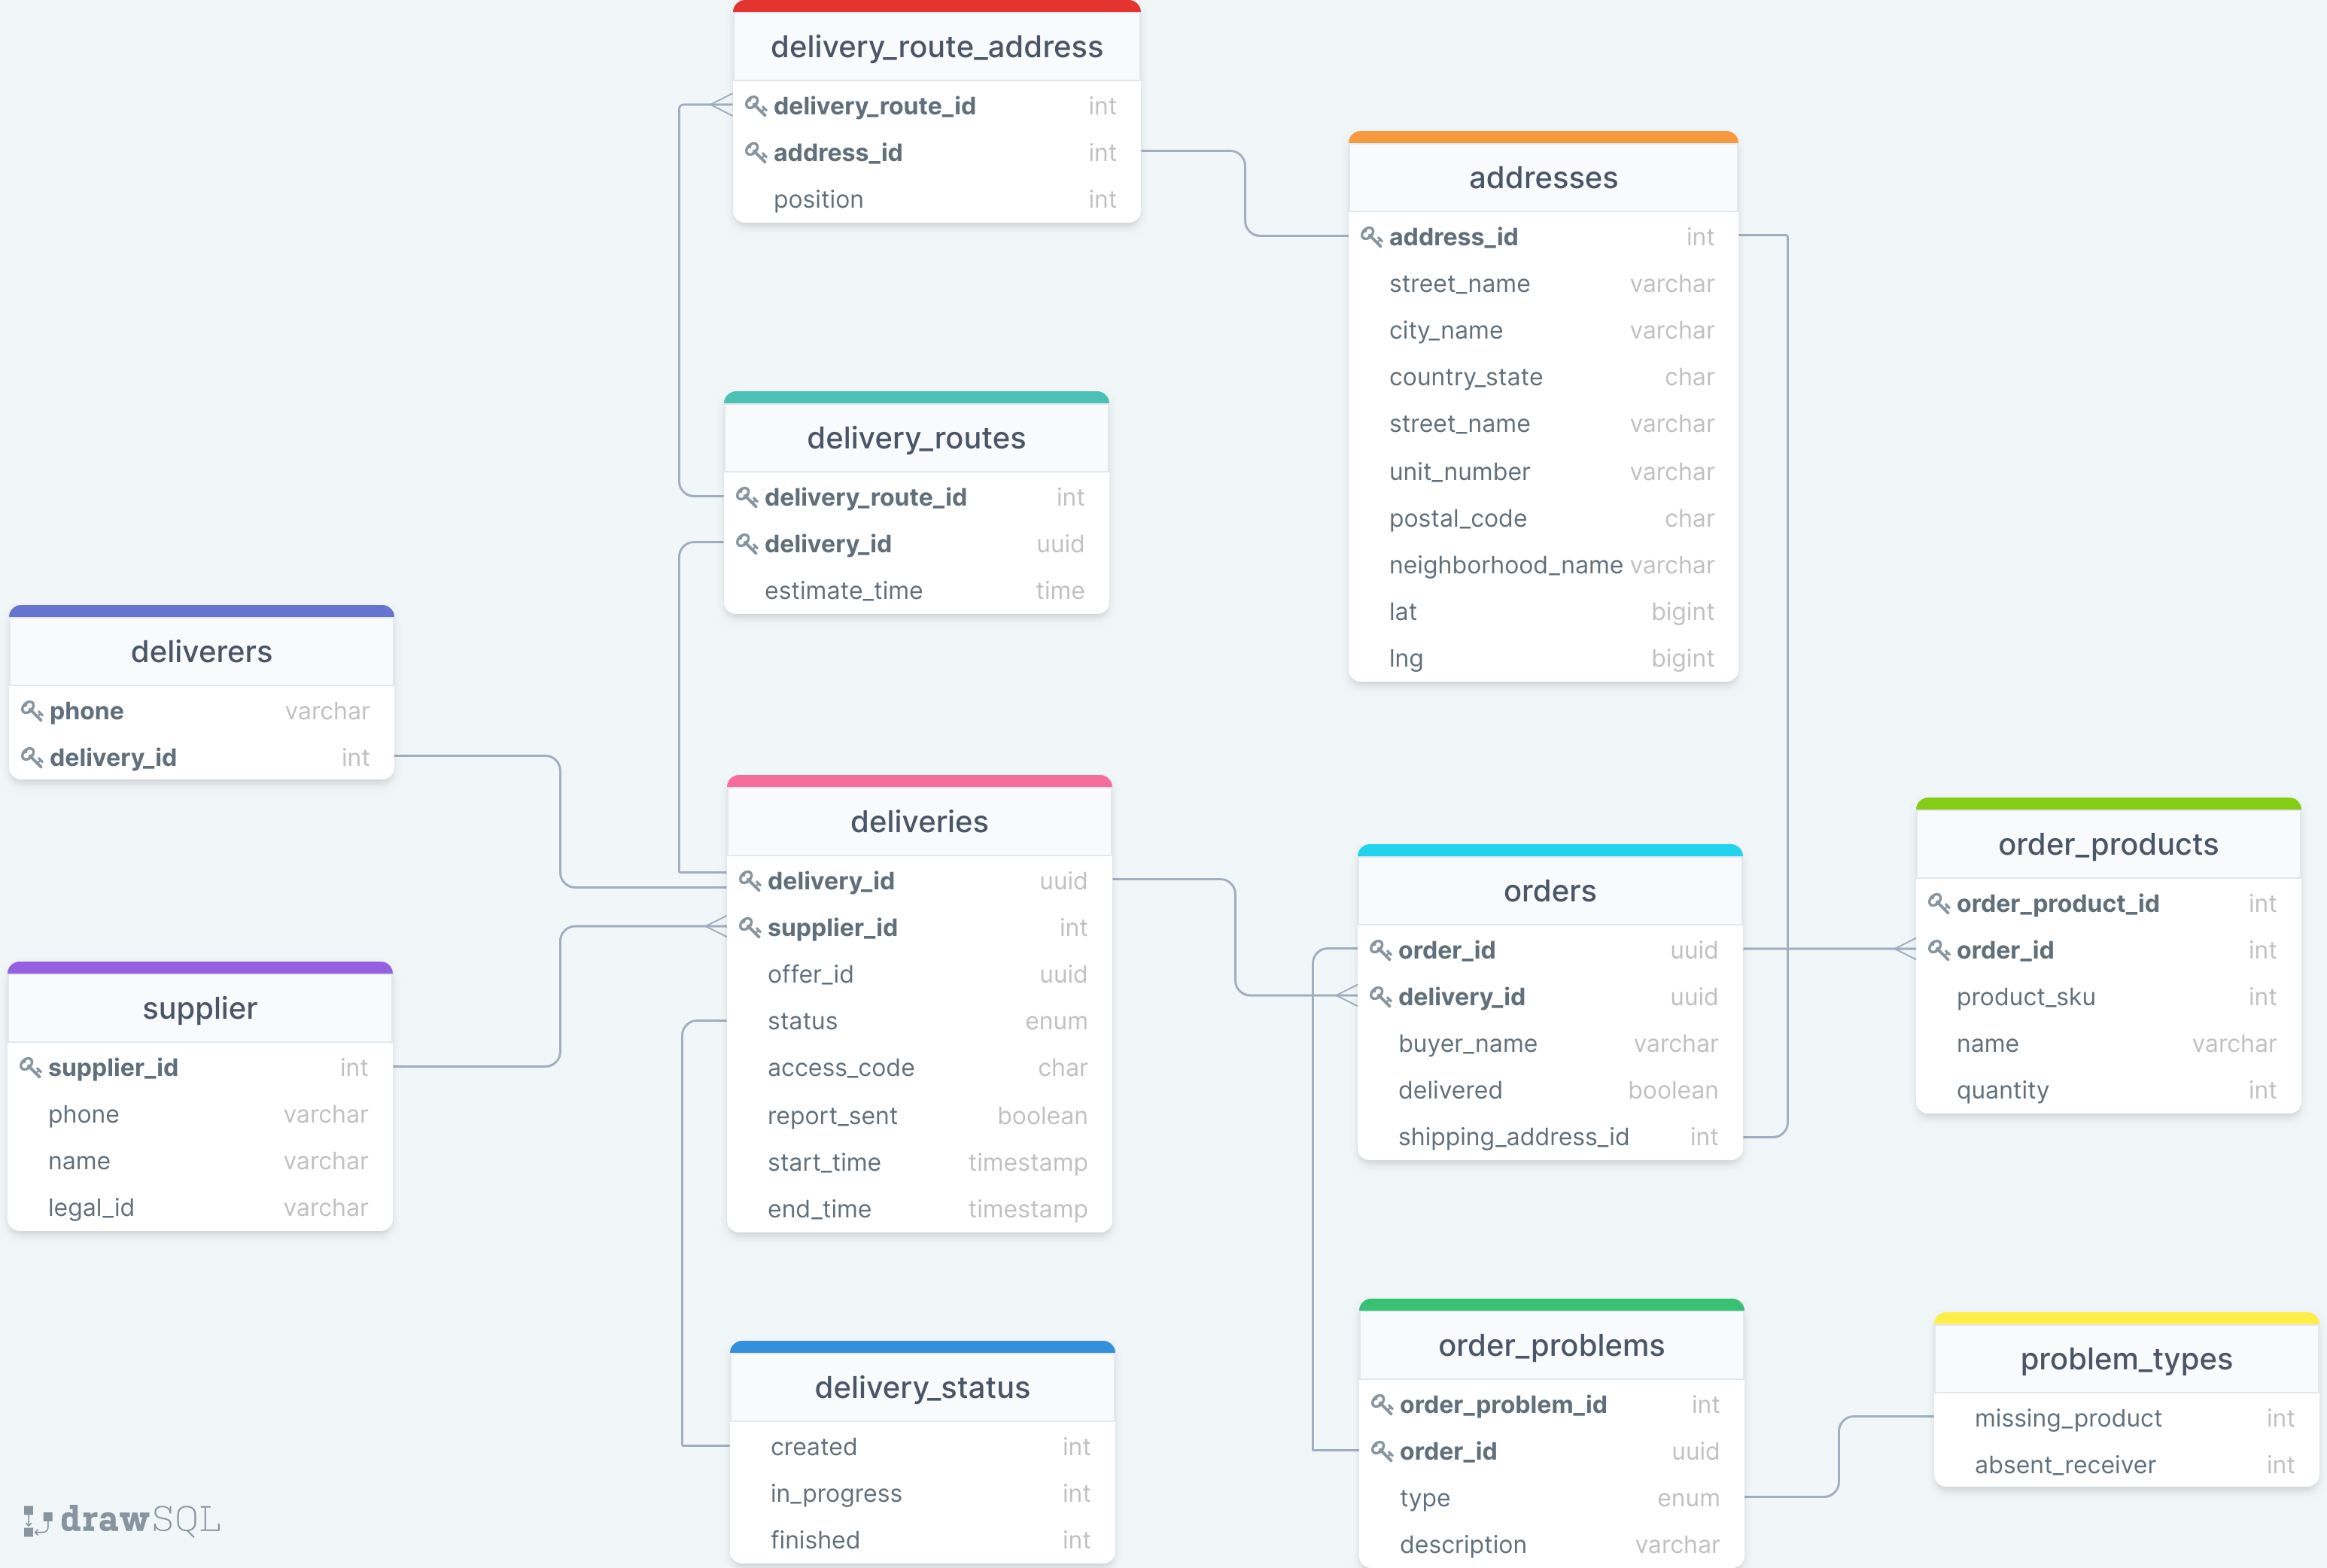 delivery_route_address
delivery_route_id int
address_id int
position int
addresses
address_id int
street_name varchar
city_name varchar
country_state char
street_name varchar
unit_number varchar
postal_code char
neighborhood_name varchar
lat bigint
lng bigint
delivery_routes
delivery_route_id int
delivery_id uuid
estimate_time time
deliverers
phone varchar
delivery_id int
deliveries
delivery_id uuid
supplier_id int
offer_id uuid
status enum
access_code char
report_sent boolean
start_time timestamp
end_time timestamp
orders
order_id uuid
delivery_id uuid
buyer_name varchar
delivered boolean
shipping_address_id int
order_products
order_product_id int
order_id int
product_sku int
name varchar
quantity int
supplier
supplier_id int
phone varchar
name varchar
legal_id varchar
delivery_status
created int
in_progress int
finished int
order_problems
order_problem_id int
order_id uuid
type enum
description varchar
problem_types
missing_product int
absent_receiver int
drawSQL